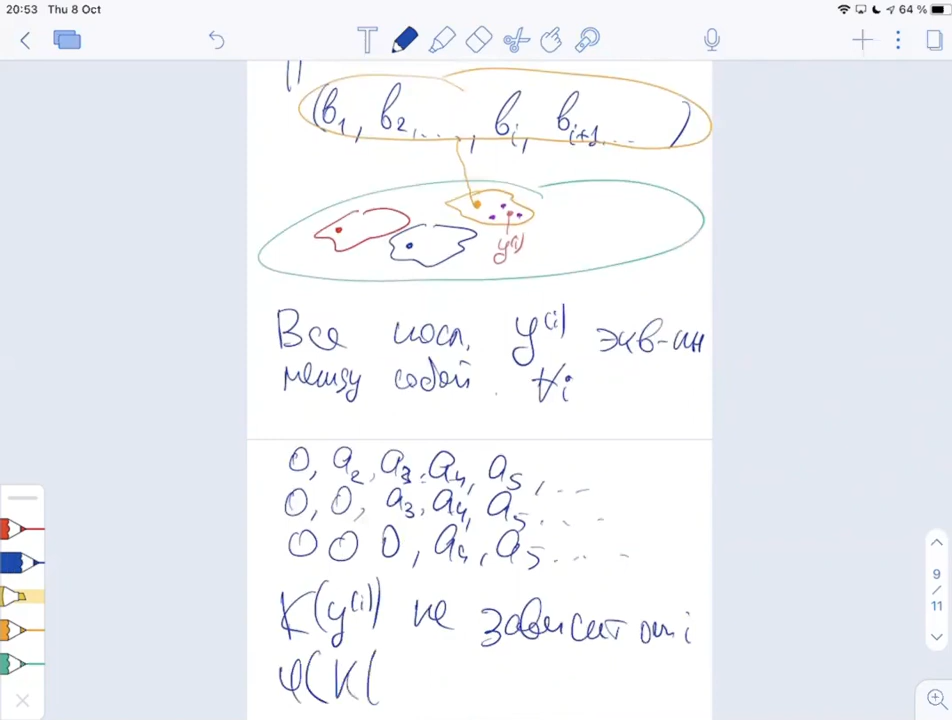 20:53 Thu 8 Oct
64 %
T
(b₁, b₂, ..., bᵢ, bᵢ₊₁ ... )
y⁽ⁱ⁾
Все посл. y⁽ⁱ⁾ экв-ны
между собой. ∀i
0, a₂, a₃, a₄, a₅, ...
0, 0, a₃, a₄, a₅, ...
0 0 0, a₄, a₅ ...
9
/
11
K(y⁽ⁱ⁾) не зависит от i
φ(K(